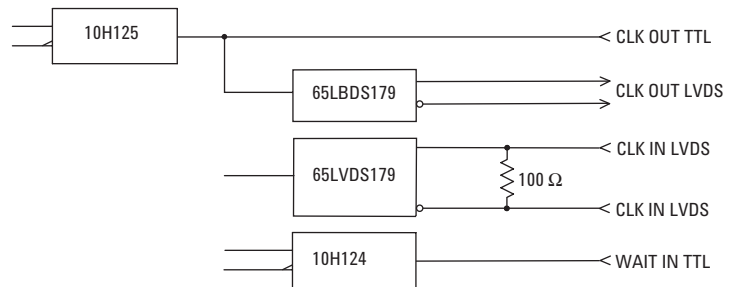 10H125
CLK OUT TTL
65LBDS179
CLK OUT LVDS
65LVDS179
CLK IN LVDS
100 Ω
CLK IN LVDS
10H124
WAIT IN TTL